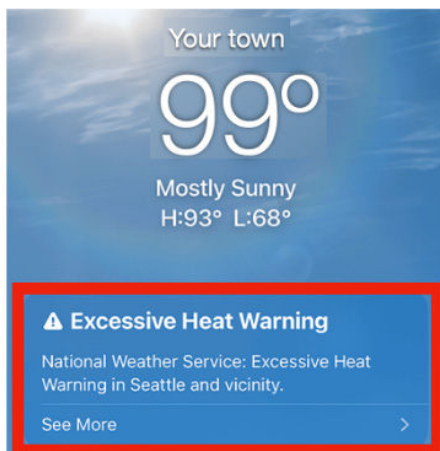 Your town
99°
Mostly Sunny
H:93° L:68°
Excessive Heat Warning
National Weather Service: Excessive Heat
Warning in Seattle and vicinity.
See More